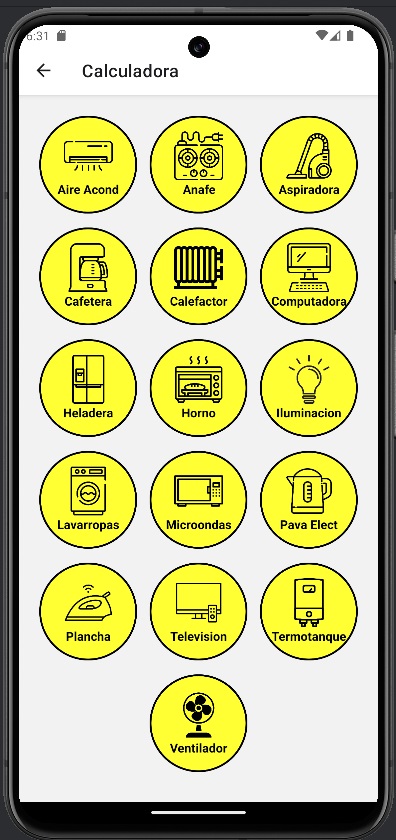 6:31
Calculadora
Aire Acond
Anafe
Aspiradora
Cafetera
Calefactor
Computadora
Heladera
Horno
Iluminacion
Lavarropas
Microondas
Pava Elect
Plancha
Television
Termotanque
Ventilador